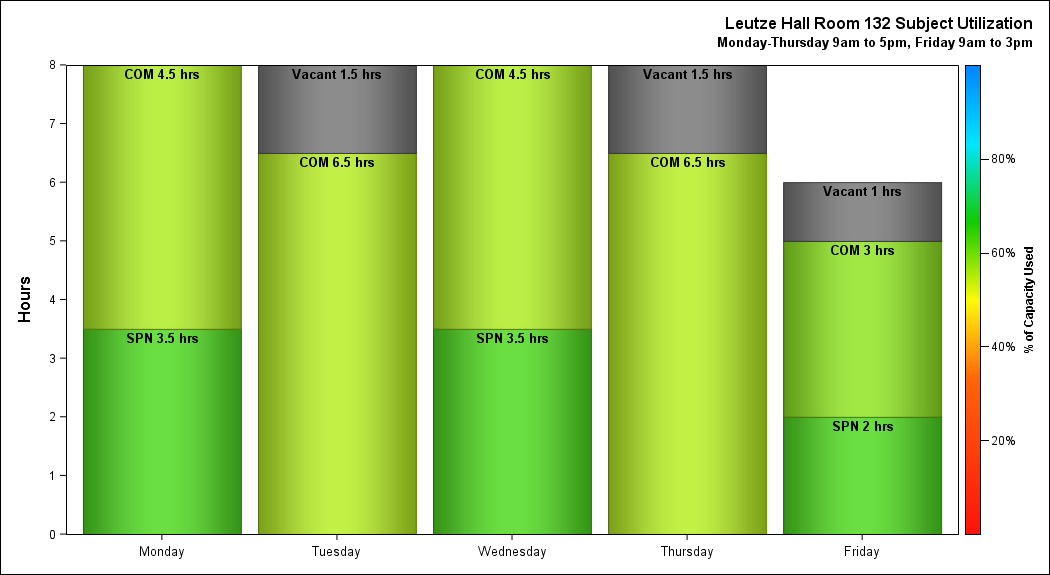 Leutze Hall Room 132 Subject Utilization
Monday-Thursday 9am to 5pm, Friday 9am to 3pm
Hours
8
7
6
5
4
3
2
1
0
COM 4.5 hrs
SPN 3.5 hrs
Vacant 1.5 hrs
COM 6.5 hrs
COM 4.5 hrs
SPN 3.5 hrs
Vacant 1.5 hrs
COM 6.5 hrs
Vacant 1 hrs
COM 3 hrs
SPN 2 hrs
Monday
Tuesday
Wednesday
Thursday
Friday
80%
60%
40%
20%
% of Capacity Used